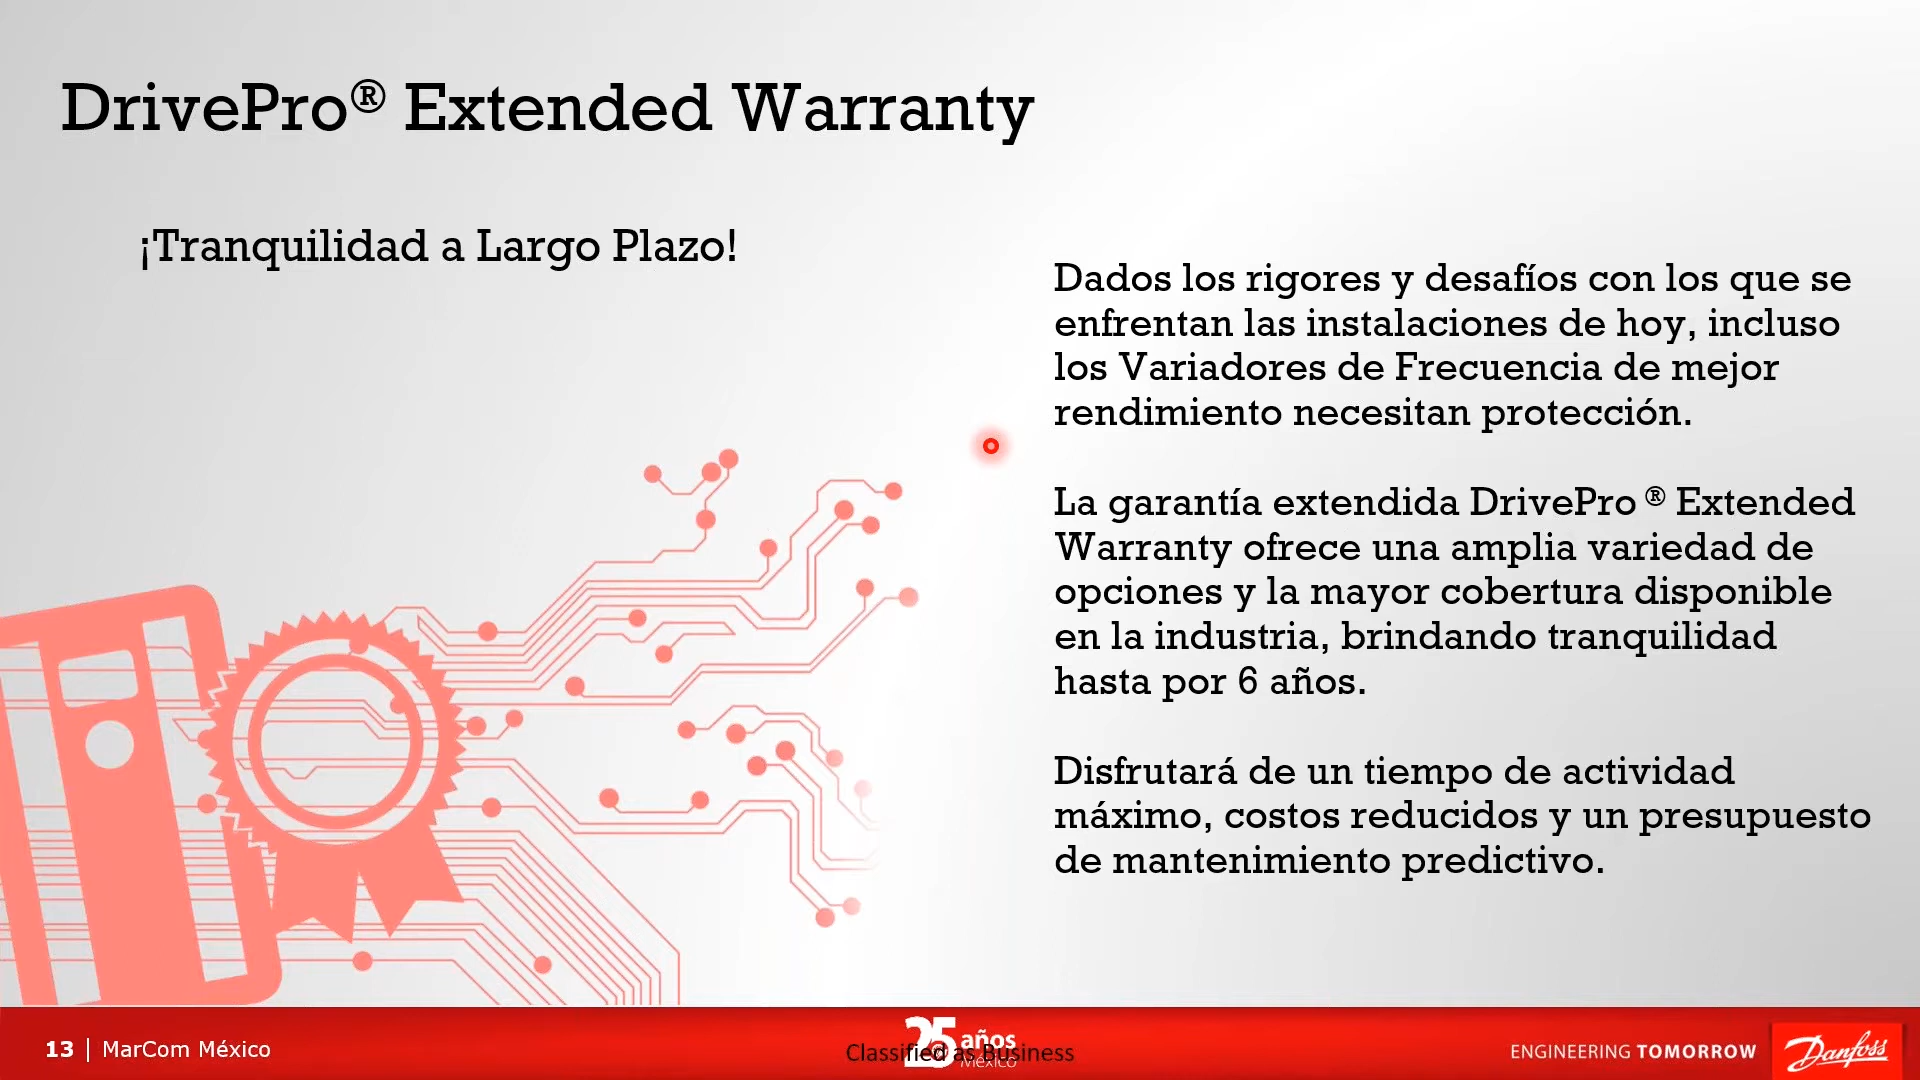 DrivePro® Extended Warranty
¡Tranquilidad a Largo Plazo!
Dados los rigores y desafíos con los que se
enfrentan las instalaciones de hoy, incluso
los Variadores de Frecuencia de mejor
rendimiento necesitan protección.
La garantía extendida DrivePro ® Extended
Warranty ofrece una amplia variedad de
opciones y la mayor cobertura disponible
en la industria, brindando tranquilidad
hasta por 6 años.
Disfrutará de un tiempo de actividad
máximo, costos reducidos y un presupuesto
de mantenimiento predictivo.
13 | MarCom México
25 años
México
Classified as Business
ENGINEERING TOMORROW
Danfoss